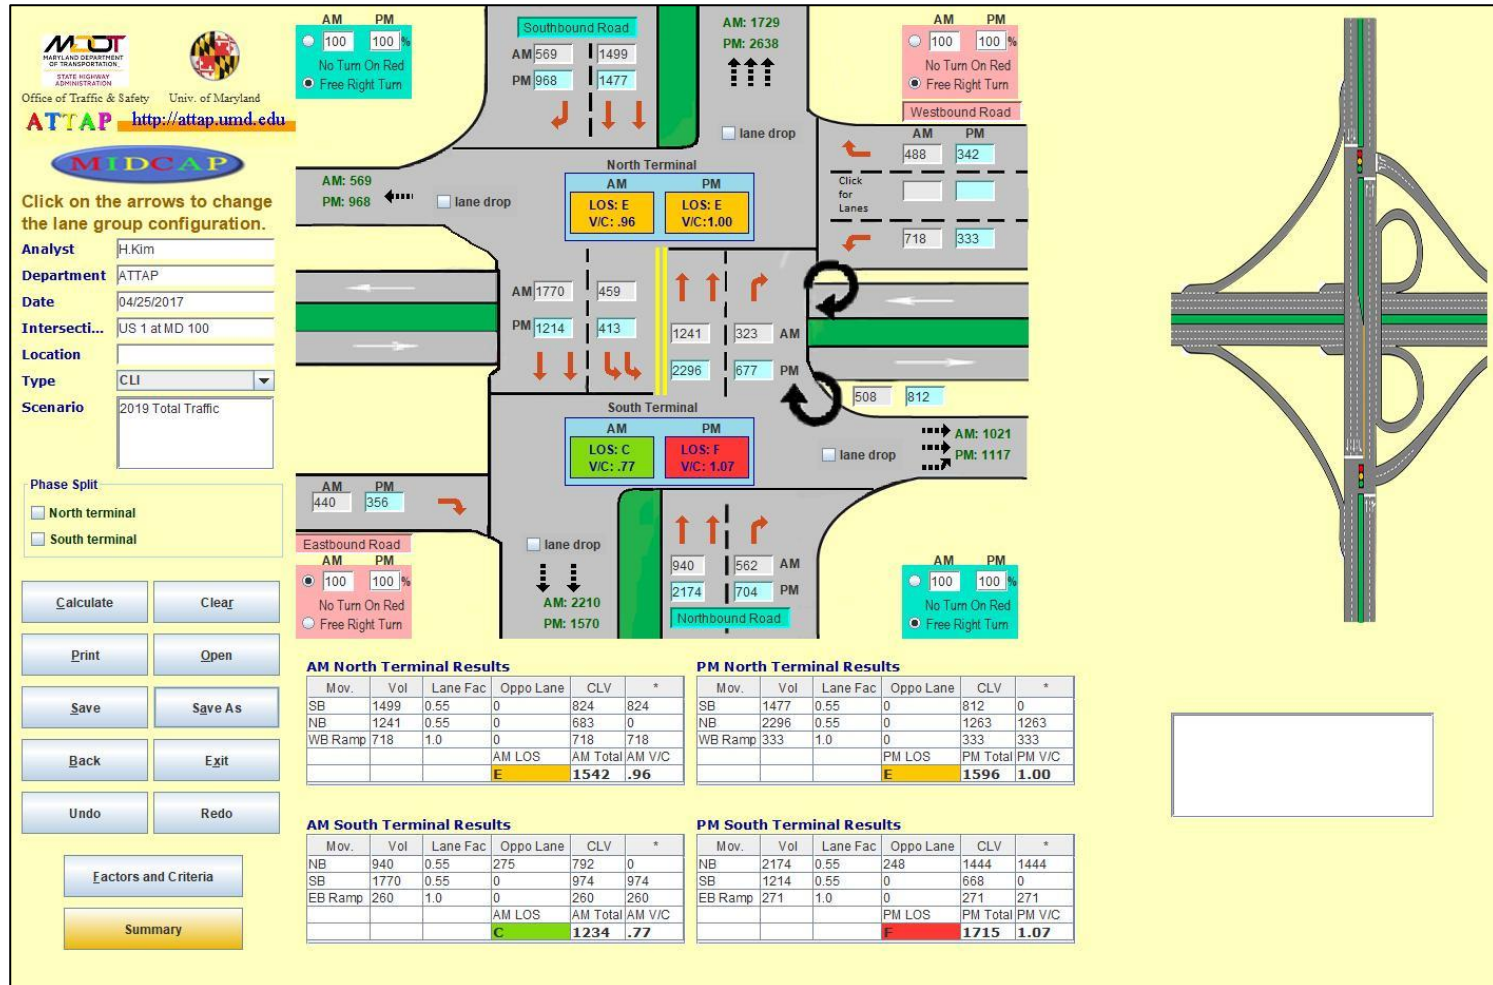 MDOT
MARYLAND DEPARTMENT
OF TRANSPORTATION
STATE HIGHWAY
ADMINISTRATION
Office of Traffic & Safety Univ. of Maryland
ATTAP http://attap.umd.edu
MIDCAP
Click on the arrows to change
the lane group configuration.
Analyst H.Kim
Department ATTAP
Date 04/25/2017
Intersecti... US 1 at MD 100
Location
Type CLI
Scenario 2019 Total Traffic
Phase Split
North terminal
South terminal
Calculate Clear
Print Open
Save Save As
Back Exit
Undo Redo
Factors and Criteria
Summary
AM PM
100 100 %
No Turn On Red
Free Right Turn
Southbound Road
AM 569 1499
PM 968 1477
AM: 1729
PM: 2638
lane drop
AM PM
100 100 %
No Turn On Red
Free Right Turn
Westbound Road
AM PM
488 342
Click
for
Lanes
718 333
AM: 569
PM: 968
lane drop
North Terminal
AM PM
LOS: E LOS: E
V/C: .96 V/C:1.00
AM 1770 459
PM 1214 413
1241 323 AM
2296 677 PM
508 812
South Terminal
AM PM
LOS: C LOS: F
V/C: .77 V/C: 1.07
lane drop
AM: 1021
PM: 1117
AM PM
440 356
Eastbound Road
AM PM
100 100 %
No Turn On Red
Free Right Turn
lane drop
AM: 2210
PM: 1570
940 562 AM
2174 704 PM
Northbound Road
AM PM
100 100 %
No Turn On Red
Free Right Turn
AM North Terminal Results
Mov. Vol Lane Fac Oppo Lane CLV *
SB 1499 0.55 0 824 824
NB 1241 0.55 0 683 0
WB Ramp 718 1.0 0 718 718
AM LOS AM Total AM V/C
E 1542 .96
PM North Terminal Results
Mov. Vol Lane Fac Oppo Lane CLV *
SB 1477 0.55 0 812 0
NB 2296 0.55 0 1263 1263
WB Ramp 333 1.0 0 333 333
PM LOS PM Total PM V/C
E 1596 1.00
AM South Terminal Results
Mov. Vol Lane Fac Oppo Lane CLV *
NB 940 0.55 275 792 0
SB 1770 0.55 0 974 974
EB Ramp 260 1.0 0 260 260
AM LOS AM Total AM V/C
C 1234 .77
PM South Terminal Results
Mov. Vol Lane Fac Oppo Lane CLV *
NB 2174 0.55 248 1444 1444
SB 1214 0.55 0 668 0
EB Ramp 271 1.0 0 271 271
PM LOS PM Total PM V/C
F 1715 1.07